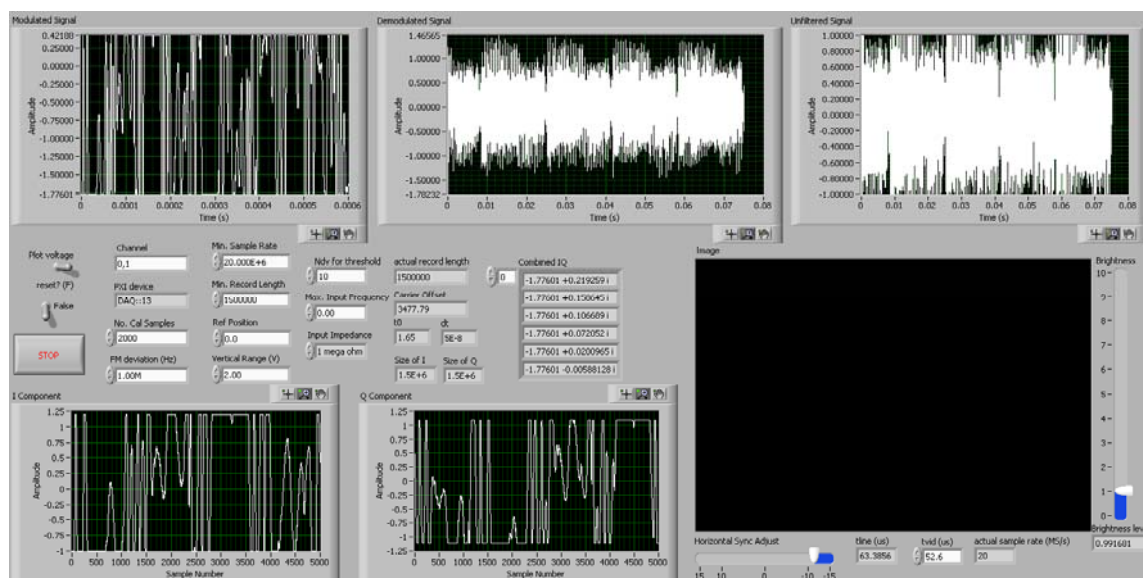 Modulated Signal
0.42188
0.25000
0.00000
-0.25000
-0.50000
-0.75000
-1.00000
-1.25000
-1.50000
-1.77601
Amplitude
0 0.0001 0.0002 0.0003 0.0004 0.0005 0.0006
Time (s)
Demodulated Signal
1.46565
1.00000
0.50000
0.00000
-0.50000
-1.00000
-1.78232
Amplitude
0.00 0.01 0.02 0.03 0.04 0.05 0.06 0.07 0.08
Time (s)
Unfiltered Signal
1.00000
0.80000
0.60000
0.40000
0.20000
0.00000
-0.20000
-0.40000
-0.60000
-0.80000
-1.00000
Amplitude
0.00 0.01 0.02 0.03 0.04 0.05 0.06 0.07 0.08
Time (s)
Plot voltage
reset? (F)
False
STOP
Channel
0,1
PXI device
DAQ::13
No. Cal Samples
2000
FM deviation (Hz)
1.00M
Min. Sample Rate
20.000E+6
Min. Record Length
1500000
Ref Position
0.0
Vertical Range (V)
2.00
Ndv for threshold
10
Max. Input Frequency
0.00
Input Impedance
1 mega ohm
actual record length
1500000
Carrier Offset
3477.79
t0 dt
1.65 5E-8
Size of I Size of Q
1.5E+6 1.5E+6
Combined IQ
0
-1.77601 +0.219259 i
-1.77601 +0.158645 i
-1.77601 +0.106689 i
-1.77601 +0.072052 i
-1.77601 +0.0200965 i
-1.77601 -0.00588128 i
I Component
1.25
1
0.75
0.5
0.25
0
-0.25
-0.5
-0.75
-1
Amplitude
0 500 1000 1500 2000 2500 3000 3500 4000 4500 5000
Sample Number
Q Component
1.25
1
0.75
0.5
0.25
0
-0.25
-0.5
-0.75
-1
-1.25
Amplitude
0 500 1000 1500 2000 2500 3000 3500 4000 4500 5000
Sample Number
Image
Brightness
10
9
8
7
6
5
4
3
2
1
0
Brightness leve
0.991681
Horizontal Sync Adjust
15 10 0 -10 -15
tline (us)
63.3856
tvid (us)
52.6
actual sample rate (MS/s)
20